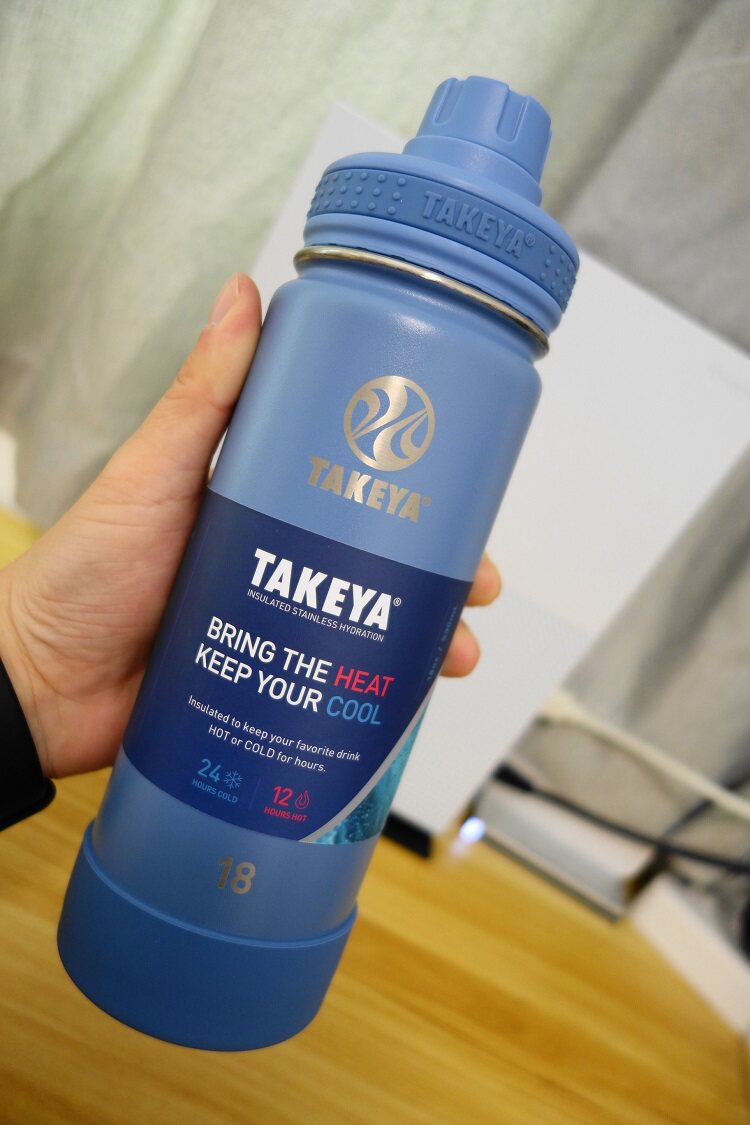 TAKEYA®
TAKEYA®
TAKEYA®
INSULATED STAINLESS HYDRATION
BRING THE HEAT
KEEP YOUR COOL
Insulated to keep your favorite drink
HOT or COLD for hours.
24
HOURS COLD
12
HOURS HOT
18